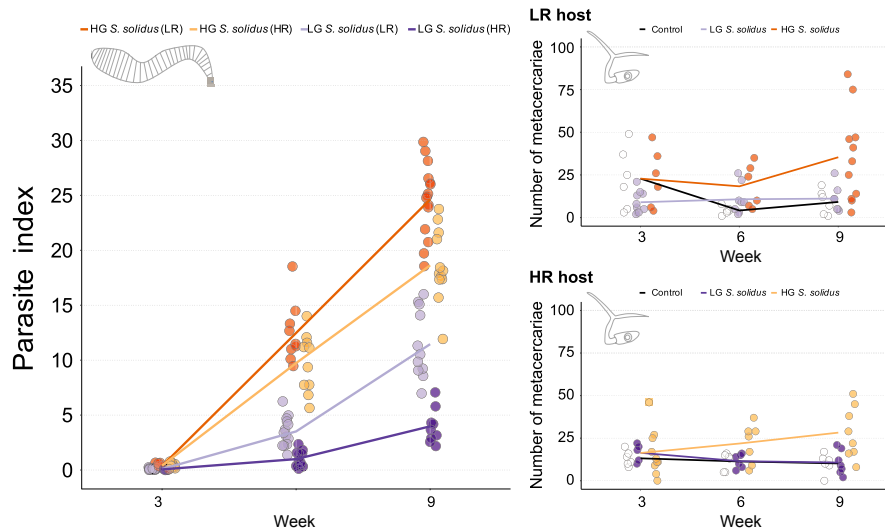 HG S. solidus (LR) HG S. solidus (HR) LG S. solidus (LR) LG S. solidus (HR)
Parasite index
35
30
25
20
15
10
5
0
3 9
Week
LR host
Control LG S. solidus HG S. solidus
Number of metacercariae
100
75
50
25
0
3 6 9
Week
HR host
Control LG S. solidus HG S. solidus
Number of metacercariae
100
75
50
25
0
3 6 9
Week